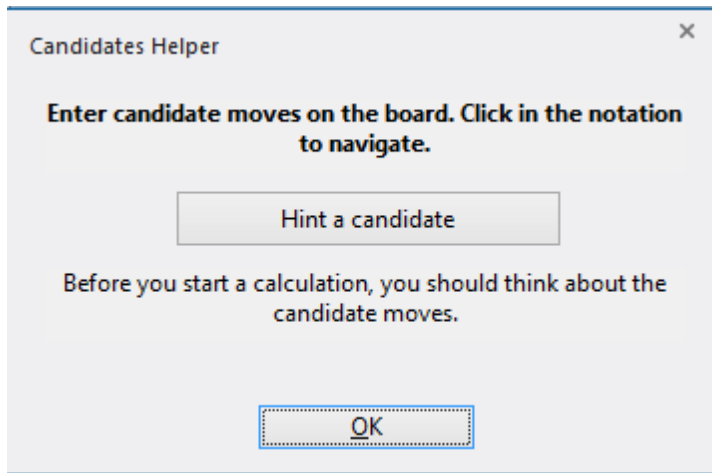 Candidates Helper
Enter candidate moves on the board. Click in the notation
to navigate.
Hint a candidate
Before you start a calculation, you should think about the
candidate moves.
OK